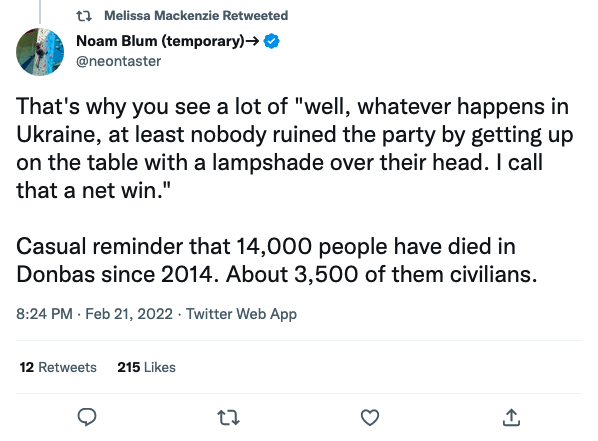 Melissa Mackenzie Retweeted
Noam Blum (temporary)→
@neontaster
That's why you see a lot of "well, whatever happens in
Ukraine, at least nobody ruined the party by getting up
on the table with a lampshade over their head. I call
that a net win."
Casual reminder that 14,000 people have died in
Donbas since 2014. About 3,500 of them civilians.
8:24 PM · Feb 21, 2022 · Twitter Web App
12 Retweets 215 Likes